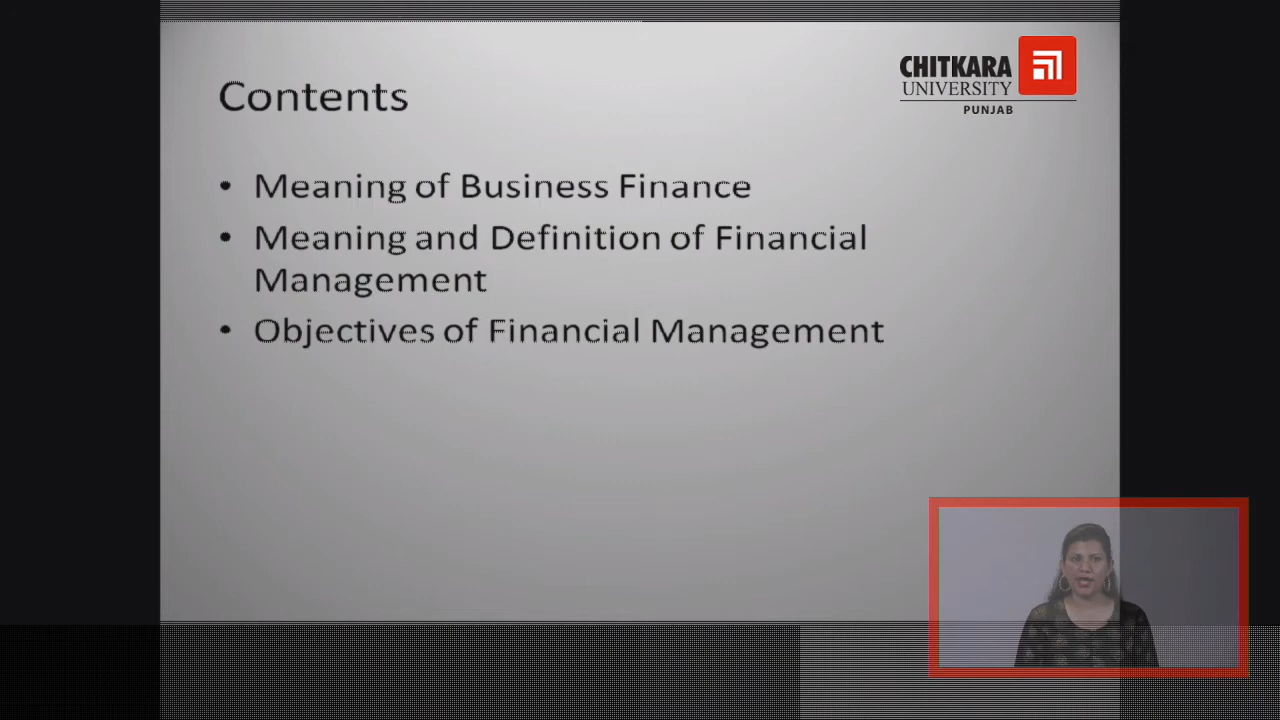 CHITKARA
UNIVERSITY
PUNJAB
Contents
• Meaning of Business Finance
• Meaning and Definition of Financial
Management
• Objectives of Financial Management